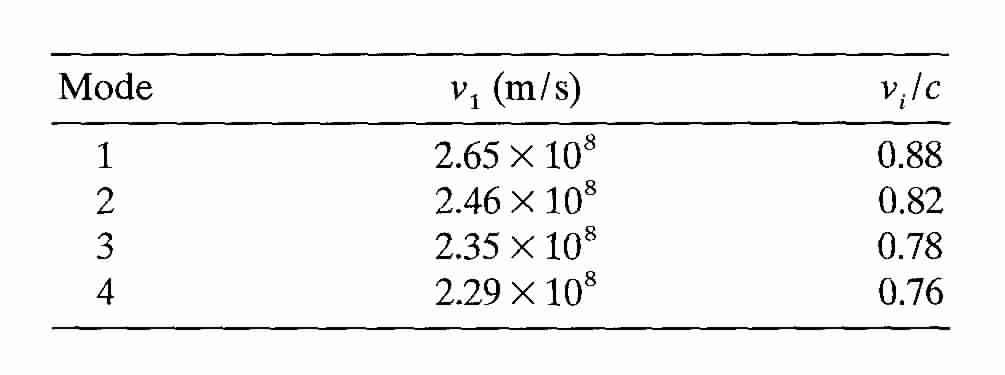 Mode v₁ (m/s) vᵢ/c
1 2.65 × 10⁸ 0.88
2 2.46 × 10⁸ 0.82
3 2.35 × 10⁸ 0.78
4 2.29 × 10⁸ 0.76